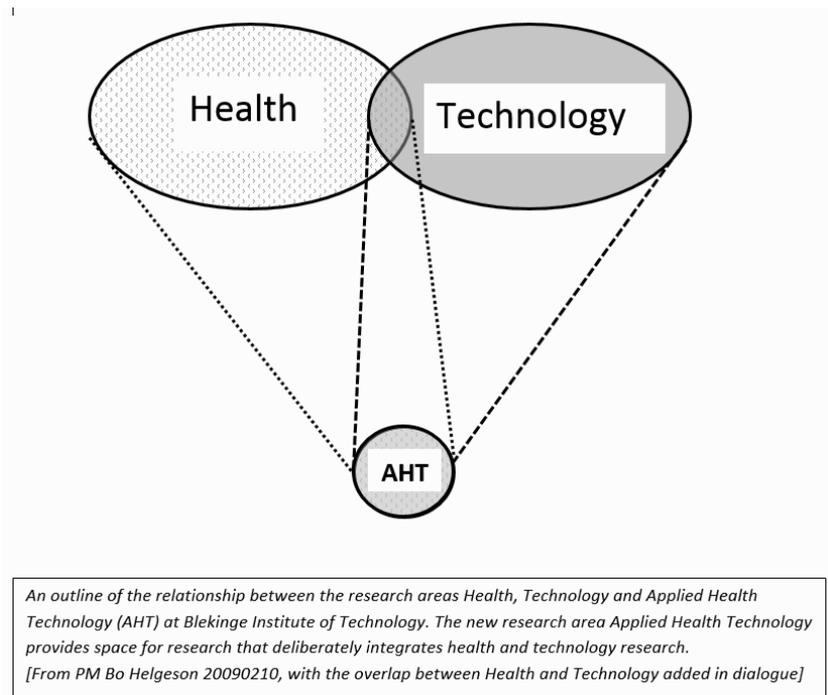 Health
Technology
AHT
An outline of the relationship between the research areas Health, Technology and Applied Health
Technology (AHT) at Blekinge Institute of Technology. The new research area Applied Health Technology
provides space for research that deliberately integrates health and technology research.
[From PM Bo Helgeson 20090210, with the overlap between Health and Technology added in dialogue]